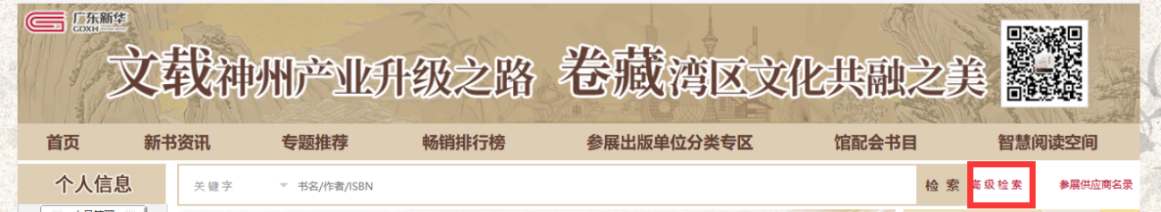 广东新华
GDXH
文载神州产业升级之路 卷藏湾区文化共融之美
首页 新书资讯 专题推荐 畅销排行榜 参展出版单位分类专区 馆配会书目 智慧阅读空间
个人信息 关键字 书名/作者/ISBN 检索 高级检索 参展供应商名录